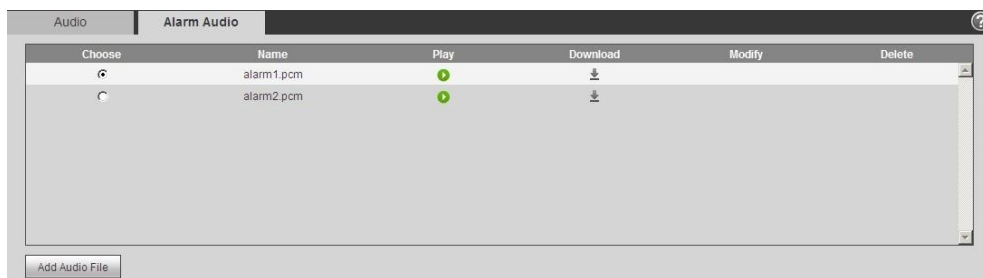 Audio Alarm Audio ?
Choose Name Play Download Modify Delete
alarm1.pcm
alarm2.pcm
Add Audio File